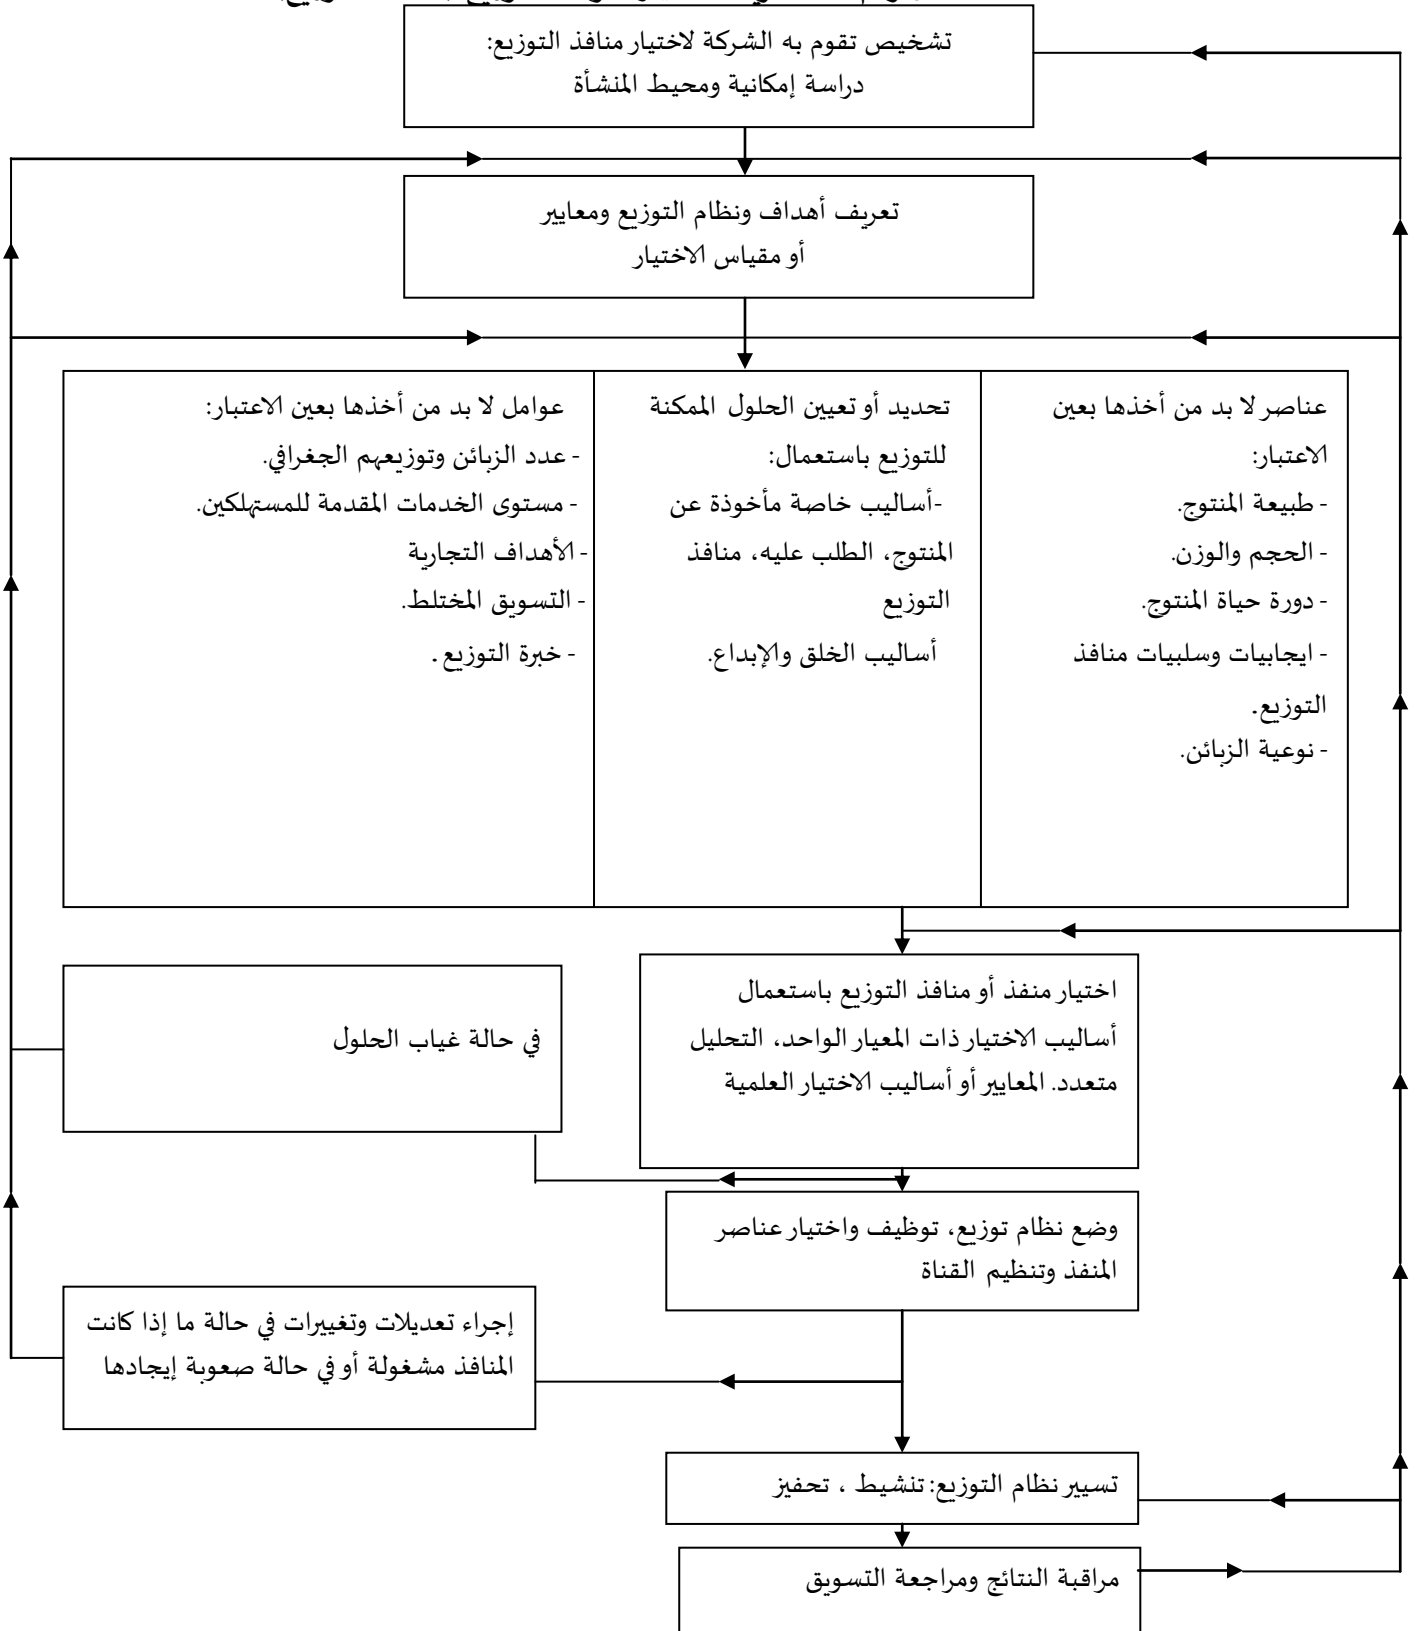 تشخيص تقوم به الشركة لاختيار منافذ التوزيع:
دراسة إمكانية ومحيط المنشأة
تعريف أهداف ونظام التوزيع ومعايير
أو مقياس الاختيار
عناصر لا بد من أخذها بعين
الاعتبار:
- طبيعة المنتوج.
- الحجم والوزن.
- دورة حياة المنتوج.
- ايجابيات وسلبيات منافذ
التوزيع.
- نوعية الزبائن.
تحديد أو تعيين الحلول الممكنة
للتوزيع باستعمال:
-أساليب خاصة مأخوذة عن
المنتوج، الطلب عليه، منافذ
التوزيع
أساليب الخلق والإبداع.
عوامل لا بد من أخذها بعين الاعتبار:
- عدد الزبائن وتوزيعهم الجغرافي.
- مستوى الخدمات المقدمة للمستهلكين.
- الأهداف التجارية
- التسويق المختلط.
- خبرة التوزيع .
اختيار منفذ أو منافذ التوزيع باستعمال
أساليب الاختيار ذات المعيار الواحد، التحليل
متعدد. المعايير أو أساليب الاختيار العلمية
في حالة غياب الحلول
وضع نظام توزيع، توظيف واختيار عناصر
المنفذ وتنظيم القناة
إجراء تعديلات وتغييرات في حالة ما إذا كانت
المنافذ مشغولة أو في حالة صعوبة إيجادها
تسيير نظام التوزيع: تنشيط ، تحفيز
مراقبة النتائج ومراجعة التسويق